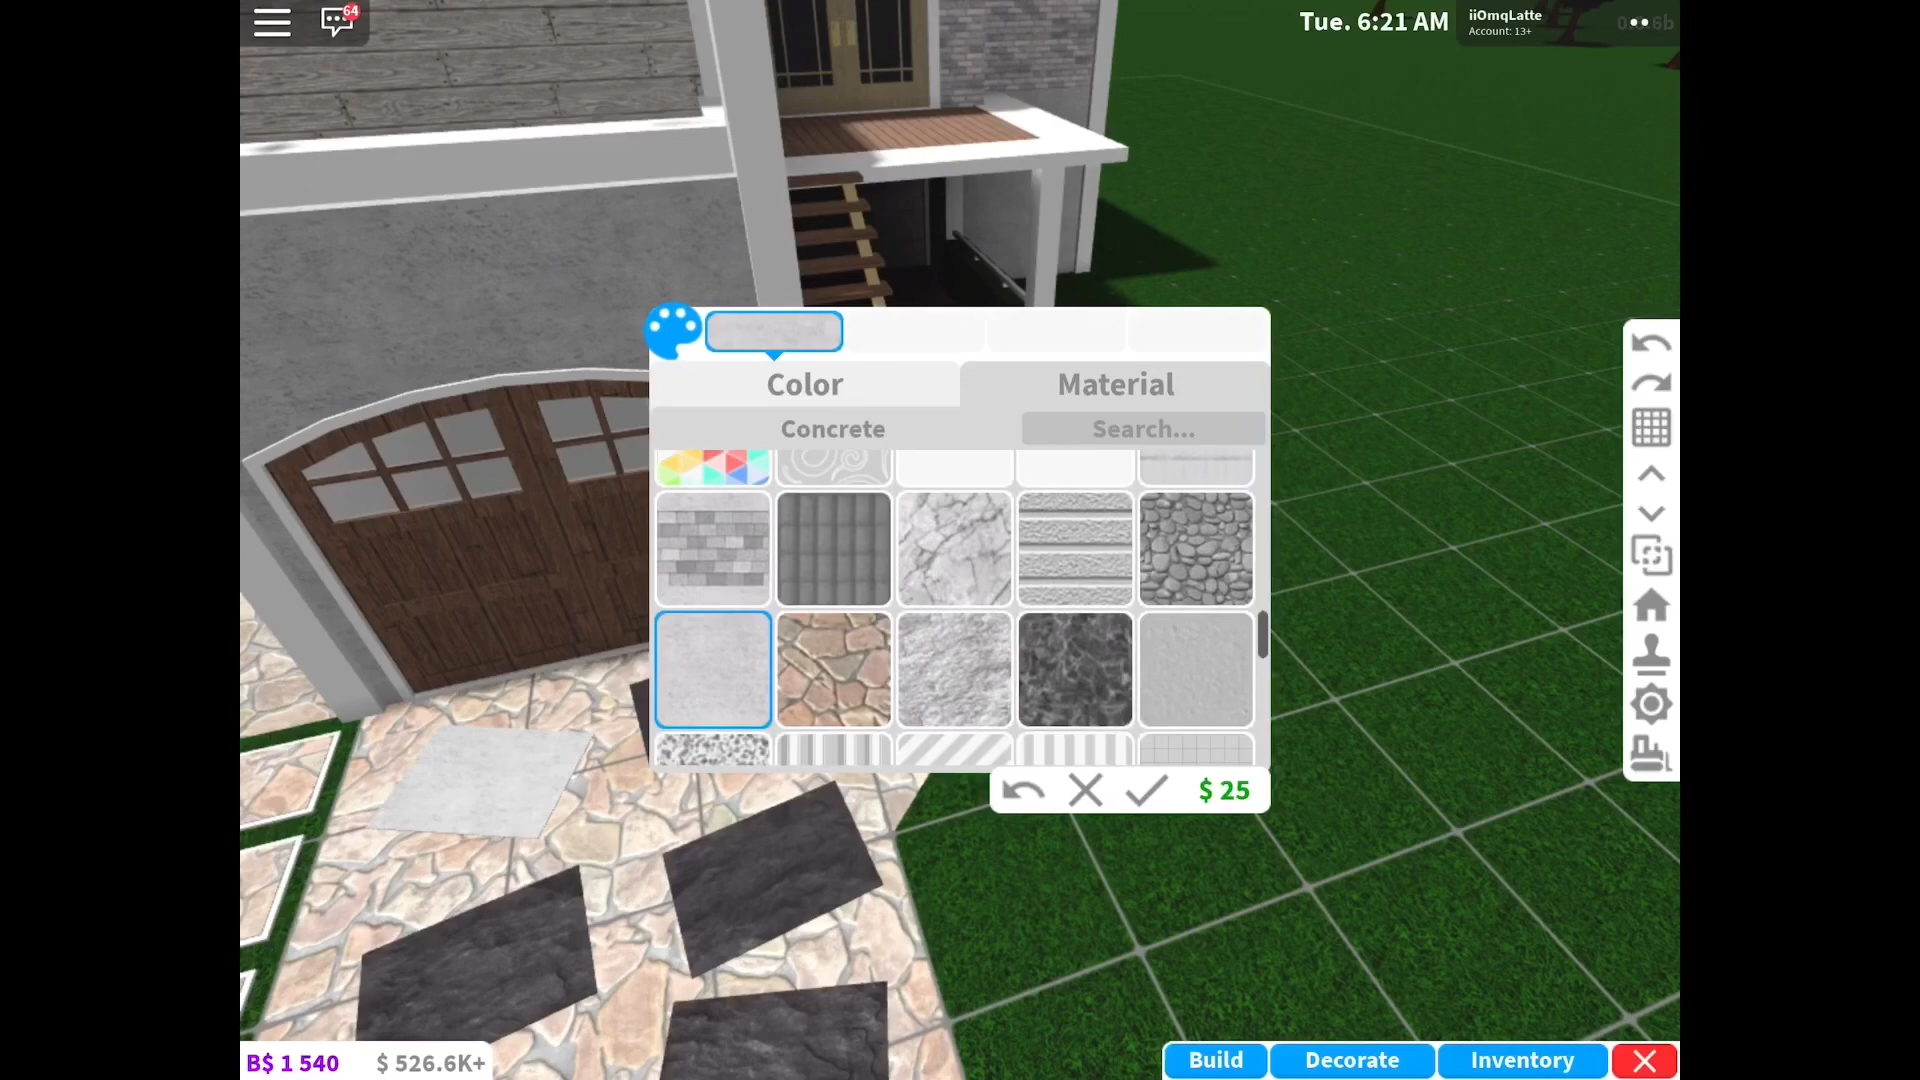 64
Tue. 6:21 AM
iiOmqLatte
Account: 13+
Color
Material
Concrete
Search...
$ 25
B$ 1 540
$ 526.6K+
Build
Decorate
Inventory